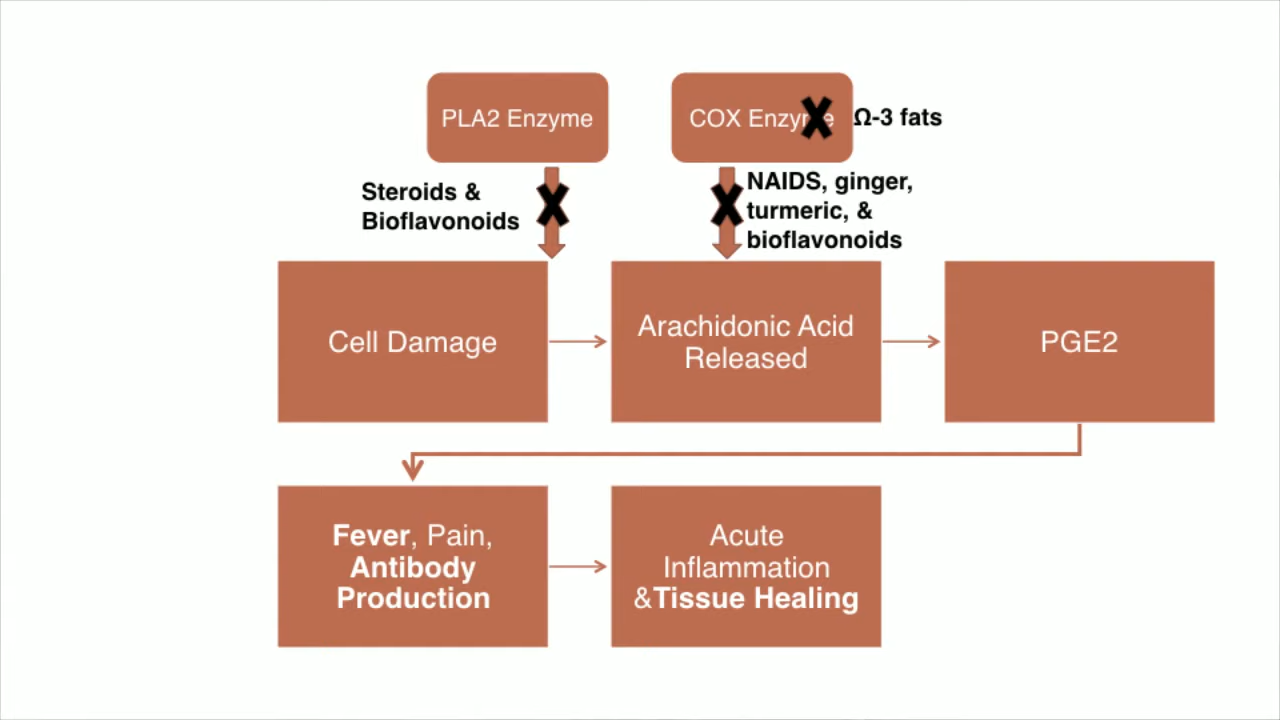 PLA2 Enzyme
COX Enzyme
Ω-3 fats
Steroids &
Bioflavonoids
NAIDS, ginger,
turmeric, &
bioflavonoids
Cell Damage
Arachidonic Acid
Released
PGE2
Fever, Pain,
Antibody
Production
Acute
Inflammation
&Tissue Healing